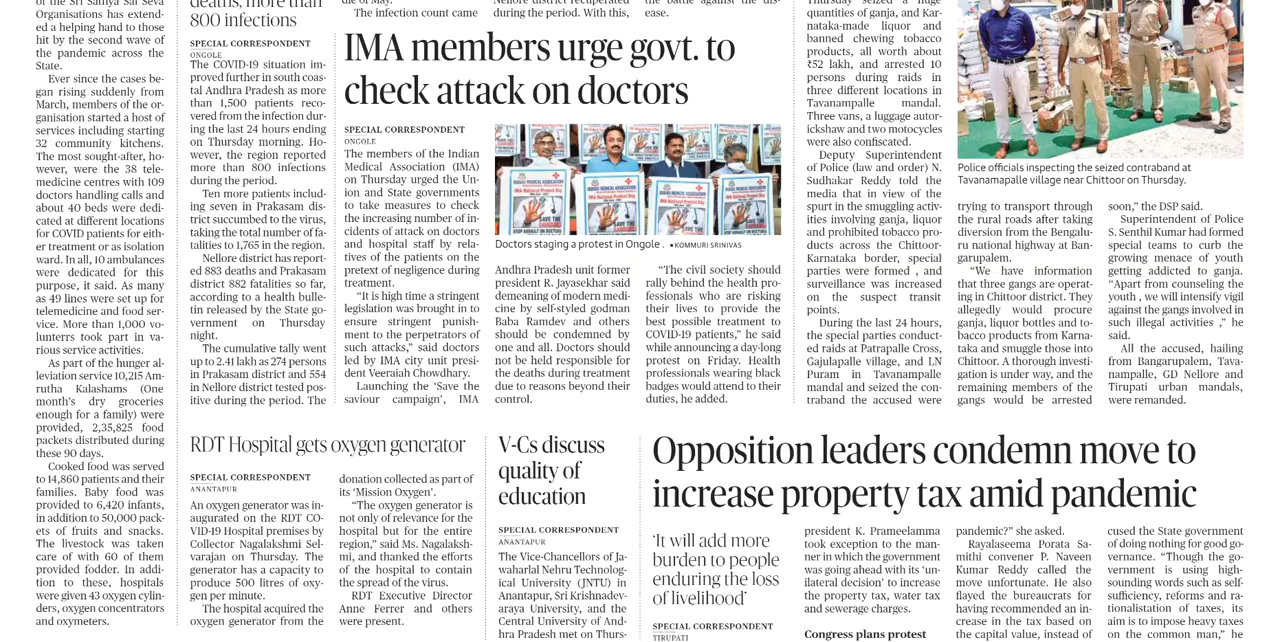 of the Sri Sathya Sai Seva
Organisations has extend-
ed a helping hand to those
hit by the second wave of
the pandemic across the
State.
Ever since the cases be-
gan rising suddenly from
March, members of the or-
ganisation started a host of
services including starting
32 community kitchens.
The most sought-after, ho-
wever, were the 38 tele-
medicine centres with 109
doctors handling calls and
about 40 beds were dedi-
cated at different locations
for COVID patients for eith-
er treatment or as isolation
ward. In all, 10 ambulances
were dedicated for this
purpose, it said. As many
as 49 lines were set up for
telemedicine and food ser-
vice. More than 1,000 vo-
lunterrs took part in va-
rious service activities.
As part of the hunger al-
leviation service 10,215 Am-
rutha Kalashams (One
month's dry groceries
enough for a family) were
provided, 2,35,825 food
packets distributed during
these 90 days.
Cooked food was served
to 14,860 patients and their
families. Baby food was
provided to 6,420 infants,
in addition to 50,000 pack-
ets of fruits and snacks.
The livestock was taken
care of with 60 of them
provided fodder. In addi-
tion to these, hospitals
were given 43 oxygen cylin-
ders, oxygen concentrators
and oxymeters.
deaths, more than
800 infections
SPECIAL CORRESPONDENT
ONGOLE
The COVID-19 situation im-
proved further in south coas-
tal Andhra Pradesh as more
than 1,500 patients reco-
vered from the infection dur-
ing the last 24 hours ending
on Thursday morning. Ho-
wever, the region reported
more than 800 infections
during the period.
Ten more patients includ-
ing seven in Prakasam dis-
trict succumbed to the virus,
taking the total number of fa-
talities to 1,765 in the region.
Nellore district has report-
ed 883 deaths and Prakasam
district 882 fatalities so far,
according to a health bulle-
tin released by the State go-
vernment on Thursday
night.
The cumulative tally went
up to 2.41 lakh as 274 persons
in Prakasam district and 554
in Nellore district tested pos-
itive during the period. The
The infection count came
Nellore district recuperated
during the period. With this,
the battle against the dis-
ease.
IMA members urge govt. to
check attack on doctors
SPECIAL CORRESPONDENT
ONGOLE
The members of the Indian
Medical Association (IMA)
on Thursday urged the Un-
ion and State governments
to take measures to check
the increasing number of in-
cidents of attack on doctors
and hospital staff by rela-
tives of the patients on the
pretext of negligence during
treatment.
"It is high time a stringent
legislation was brought in to
ensure stringent punish-
ment to the perpetrators of
such attacks," said doctors
led by IMA city unit presi-
dent Veeraiah Chowdhary.
Launching the 'Save the
saviour campaign', IMA
Doctors staging a protest in Ongole . ▪KOMMURI SRINIVAS
Andhra Pradesh unit former
president R. Jayasekhar said
demeaning of modern medi-
cine by self-styled godman
Baba Ramdev and others
should be condemned by
one and all. Doctors should
not be held responsible for
the deaths during treatment
due to reasons beyond their
control.
"The civil society should
rally behind the health pro-
fessionals who are risking
their lives to provide the
best possible treatment to
COVID-19 patients," he said
while announcing a day-long
protest on Friday. Health
professionals wearing black
badges would attend to their
duties, he added.
Thursday seized a huge
quantities of ganja, and Kar-
nataka-made liquor and
banned chewing tobacco
products, all worth about
₹52 lakh, and arrested 10
persons during raids in
three different locations in
Tavanampalle mandal.
Three vans, a luggage autor-
ickshaw and two motocycles
were also confiscated.
Deputy Superintendent
of Police (law and order) N.
Sudhakar Reddy told the
media that in view of the
spurt in the smuggling activ-
ities involving ganja, liquor
and prohibited tobacco pro-
ducts across the Chittoor-
Karnataka border, special
parties were formed , and
surveillance was increased
on the suspect transit
points.
During the last 24 hours,
the special parties conduct-
ed raids at Patrapalle Cross,
Gajulapalle village, and LN
Puram in Tavanampalle
mandal and seized the con-
traband the accused were
Police officials inspecting the seized contraband at
Tavanamapalle village near Chittoor on Thursday.
trying to transport through
the rural roads after taking
diversion from the Bengalu-
ru national highway at Ban-
garupalem.
"We have information
that three gangs are operat-
ing in Chittoor district. They
allegedly would procure
ganja, liquor bottles and to-
bacco products from Karna-
taka and smuggle those into
Chittoor. A thorough invest-
igation is under way, and the
remaining members of the
gangs would be arrested
soon," the DSP said.
Superintendent of Police
S. Senthil Kumar had formed
special teams to curb the
growing menace of youth
getting addicted to ganja.
"Apart from counseling the
youth , we will intensify vigil
against the gangs involved in
such illegal activities ," he
said.
All the accused, hailing
from Bangarupalem, Tava-
nampalle, GD Nellore and
Tirupati urban mandals,
were remanded.
RDT Hospital gets oxygen generator
SPECIAL CORRESPONDENT
ANANTAPUR
An oxygen generator was in-
augurated on the RDT CO-
VID-19 Hospital premises by
Collector Nagalakshmi Sel-
varajan on Thursday. The
generator has a capacity to
produce 500 litres of oxy-
gen per minute.
The hospital acquired the
oxygen generator from the
donation collected as part of
its 'Mission Oxygen'.
"The oxygen generator is
not only of relevance for the
hospital but for the entire
region," said Ms. Nagalaksh-
mi, and thanked the efforts
of the hospital to contain
the spread of the virus.
RDT Executive Director
Anne Ferrer and others
were present.
V-Cs discuss
quality of
education
SPECIAL CORRESPONDENT
ANANTAPUR
The Vice-Chancellors of Ja-
waharlal Nehru Technolog-
ical University (JNTU) in
Anantapur, Sri Krishnadev-
araya University, and the
Central University of And-
hra Pradesh met on Thurs-
Opposition leaders condemn move to
increase property tax amid pandemic
'It will add more
burden to people
enduring the loss
of livelihood'
SPECIAL CORRESPONDENT
TIRUPATI
president K. Prameelamma
took exception to the man-
ner in which the government
was going ahead with its 'un-
ilateral decision' to increase
the property tax, water tax
and sewerage charges.
Congress plans protest
pandemic?" she asked.
Rayalaseema Porata Sa-
mithi convener P. Naveen
Kumar Reddy called the
move unfortunate. He also
flayed the bureaucrats for
having recommended an in-
crease in the tax based on
the capital value, instead of
cused the State government
of doing nothing for good go-
vernance. "Though the go-
vernment is using high-
sounding words such as self-
sufficiency, reforms and ra-
tionalistation of taxes, its
aim is to impose heavy taxes
on the common man," he